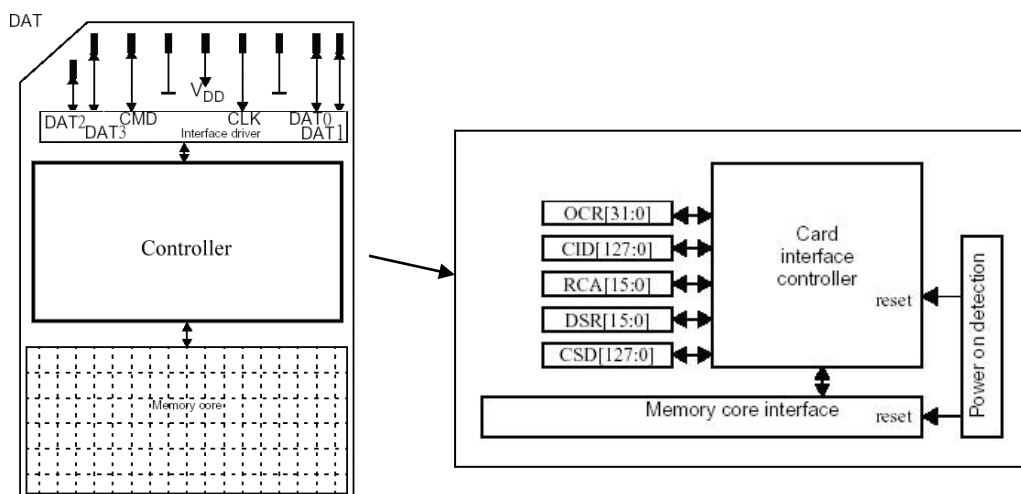 DAT
V
DD
DAT2 CMD CLK DAT0
DAT3 Interface driver DAT1
Controller
Memory core
OCR[31:0]
CID[127:0]
RCA[15:0]
DSR[15:0]
CSD[127:0]
Card
interface
controller
reset
Memory core interface
reset
Power on detection